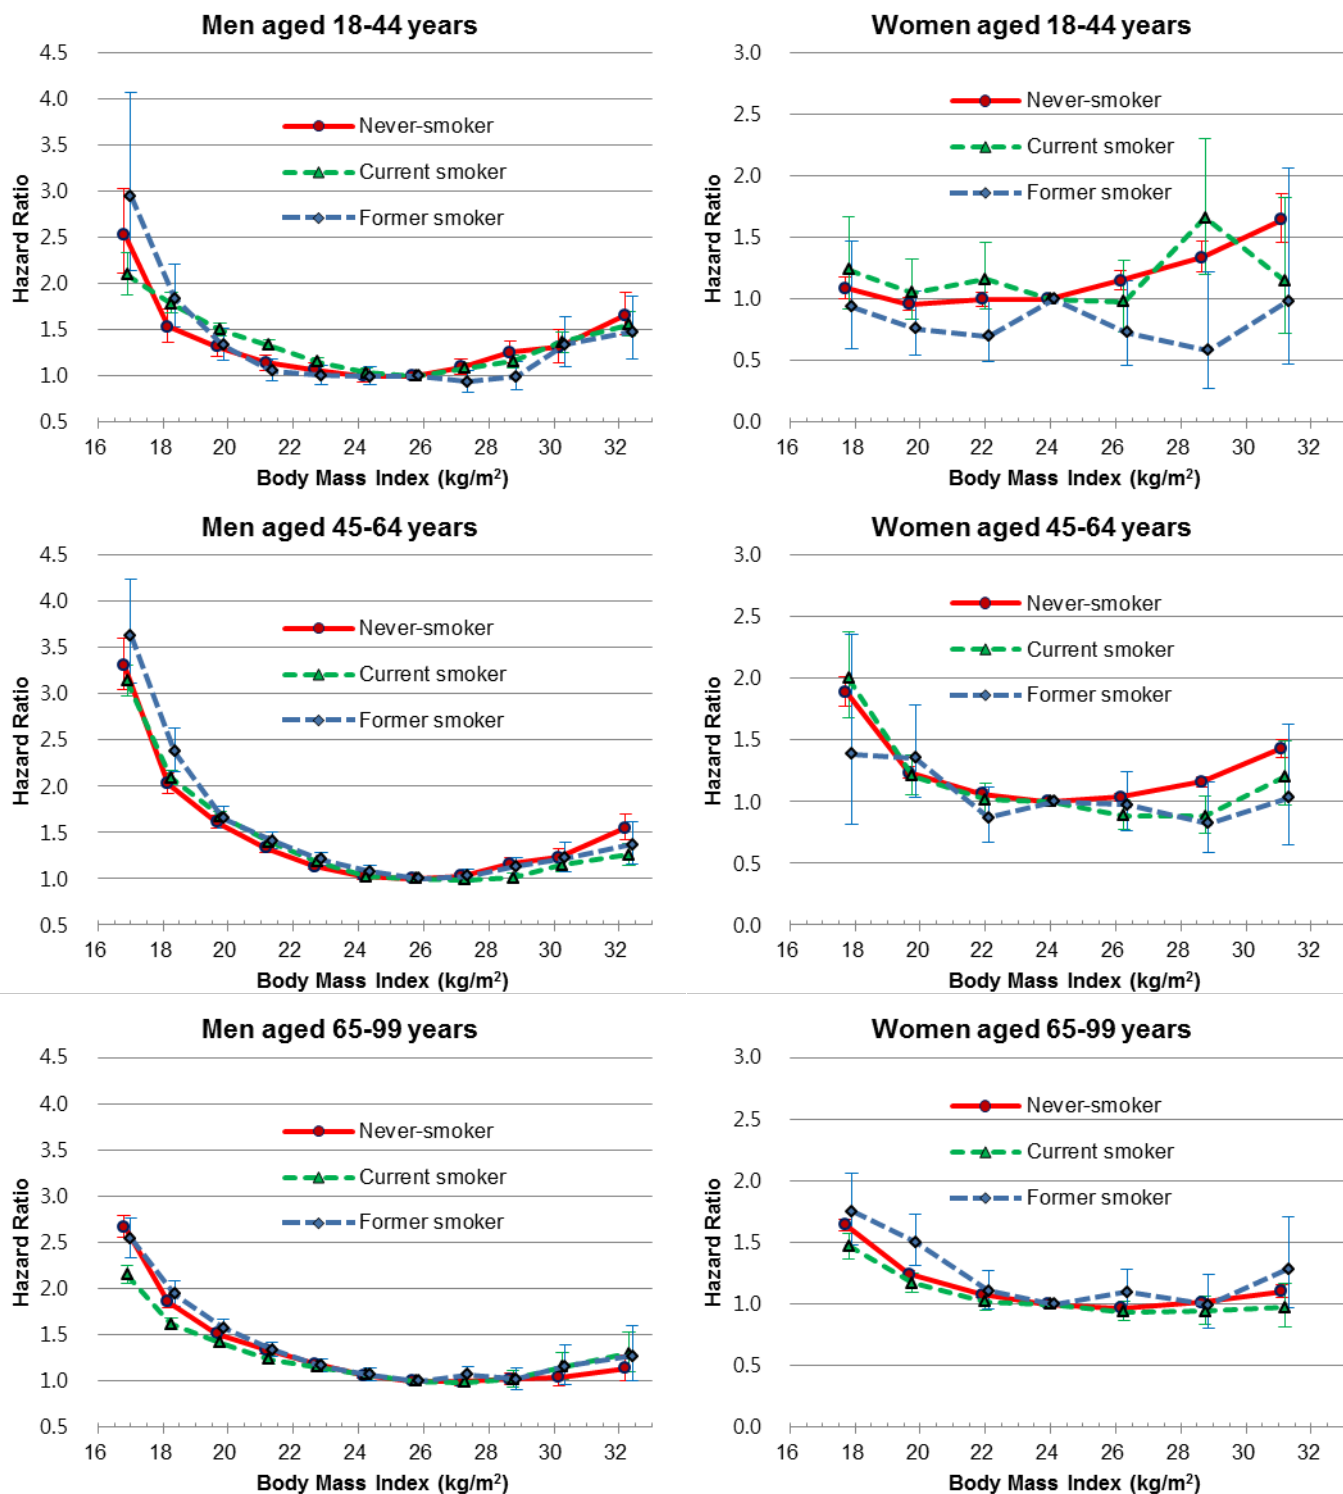 Men aged 18-44 years
4.5
4.0
3.5
3.0
2.5
2.0
1.5
1.0
0.5
Hazard Ratio
Never-smoker
Current smoker
Former smoker
16 18 20 22 24 26 28 30 32
Body Mass Index (kg/m²)
Women aged 18-44 years
3.0
2.5
2.0
1.5
1.0
0.5
0.0
Hazard Ratio
Never-smoker
Current smoker
Former smoker
16 18 20 22 24 26 28 30 32
Body Mass Index (kg/m²)
Men aged 45-64 years
4.5
4.0
3.5
3.0
2.5
2.0
1.5
1.0
0.5
Hazard Ratio
Never-smoker
Current smoker
Former smoker
16 18 20 22 24 26 28 30 32
Body Mass Index (kg/m²)
Women aged 45-64 years
3.0
2.5
2.0
1.5
1.0
0.5
0.0
Hazard Ratio
Never-smoker
Current smoker
Former smoker
16 18 20 22 24 26 28 30 32
Body Mass Index (kg/m²)
Men aged 65-99 years
4.5
4.0
3.5
3.0
2.5
2.0
1.5
1.0
0.5
Hazard Ratio
Never-smoker
Current smoker
Former smoker
16 18 20 22 24 26 28 30 32
Body Mass Index (kg/m²)
Women aged 65-99 years
3.0
2.5
2.0
1.5
1.0
0.5
0.0
Hazard Ratio
Never-smoker
Current smoker
Former smoker
16 18 20 22 24 26 28 30 32
Body Mass Index (kg/m²)